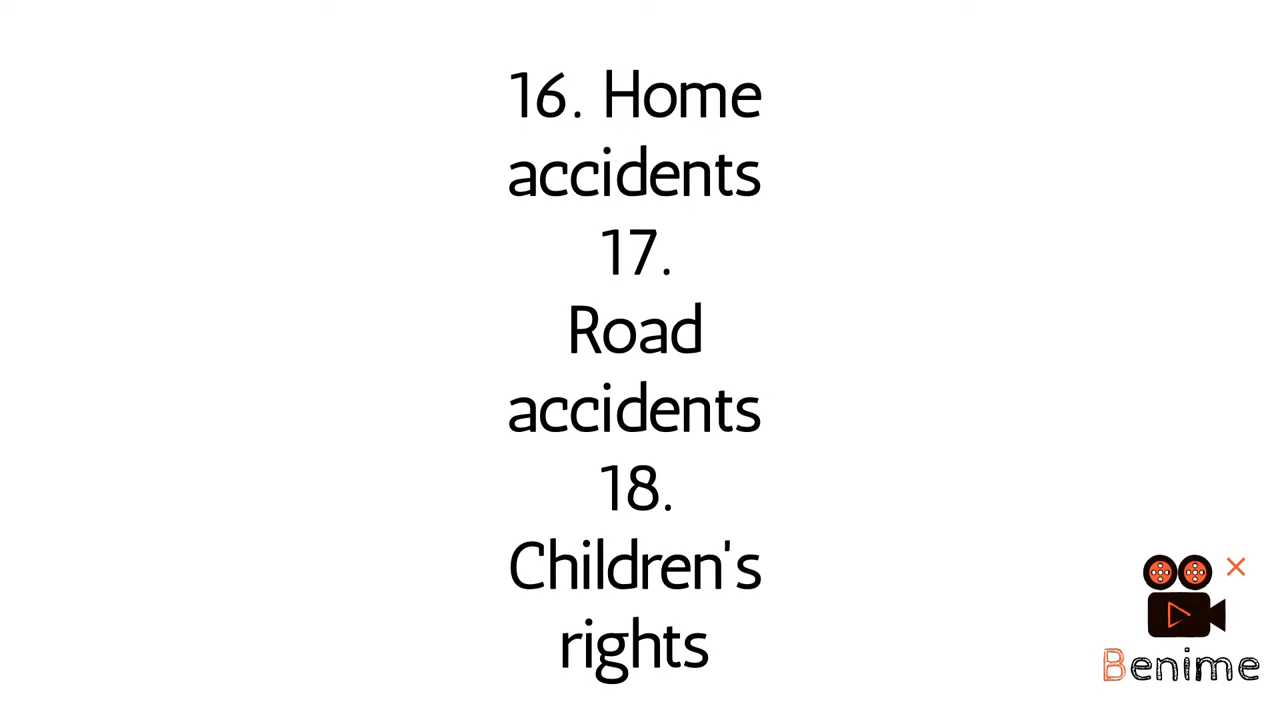 16. Home
accidents
17.
Road
accidents
18.
Children's
rights
Benime